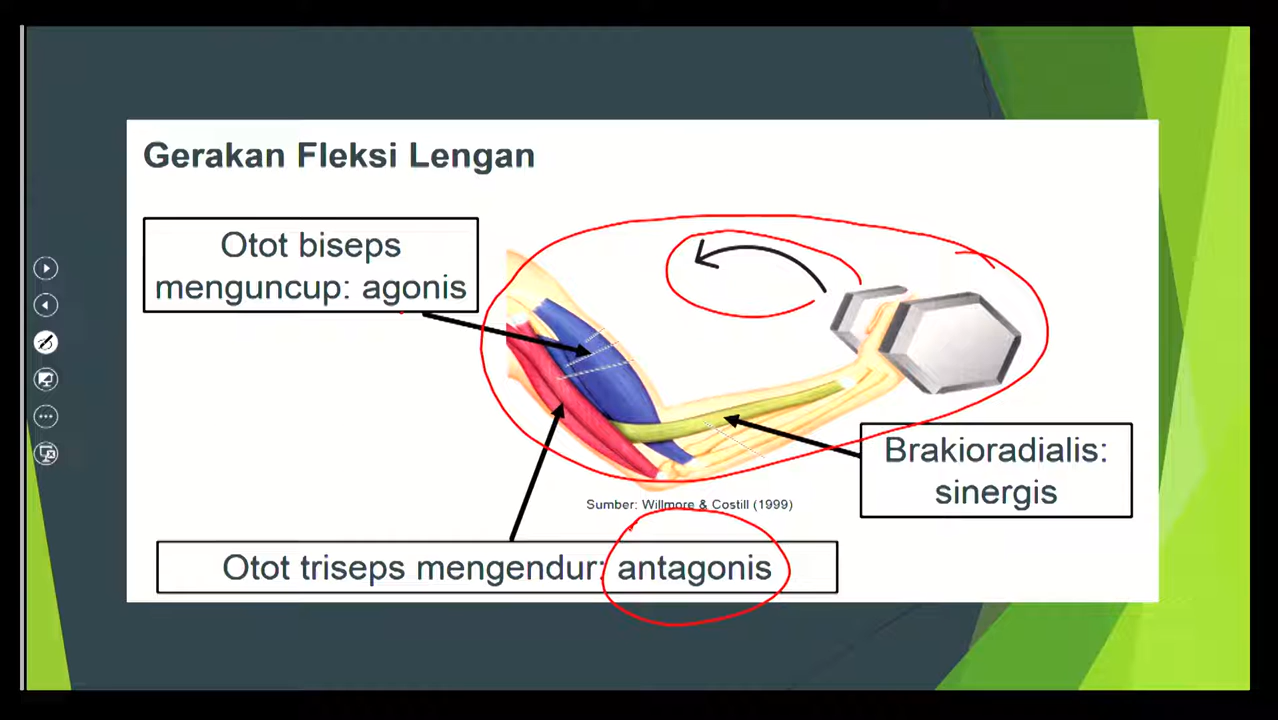 Gerakan Fleksi Lengan
Otot biseps
menguncup: agonis
Brakioradialis:
sinergis
Sumber: Willmore & Costill (1999)
Otot triseps mengendur: antagonis